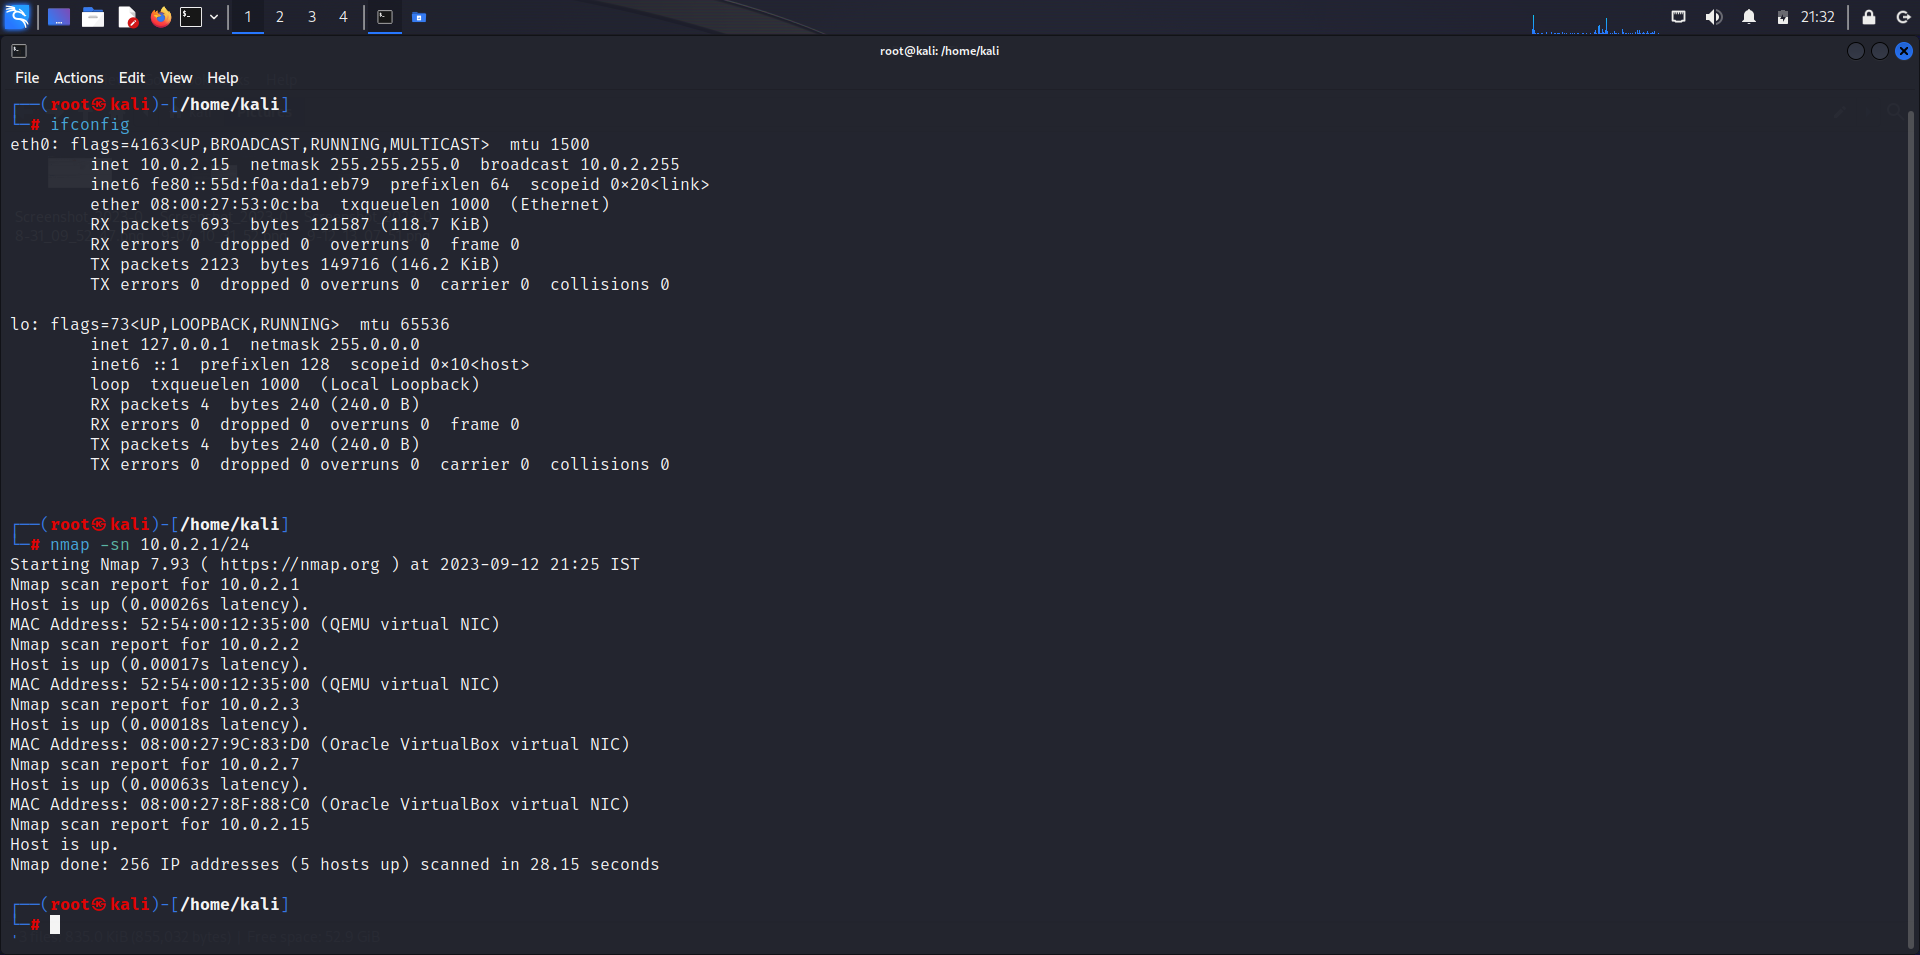 1 2 3 4 21:32
root@kali: /home/kali
File Actions Edit View Help
┌──(root㉿kali)-[/home/kali]
└─# ifconfig
eth0: flags=4163<UP,BROADCAST,RUNNING,MULTICAST>  mtu 1500
        inet 10.0.2.15  netmask 255.255.255.0  broadcast 10.0.2.255
        inet6 fe80::55d:f0a:da1:eb79  prefixlen 64  scopeid 0×20<link>
        ether 08:00:27:53:0c:ba  txqueuelen 1000  (Ethernet)
        RX packets 693  bytes 121587 (118.7 KiB)
        RX errors 0  dropped 0  overruns 0  frame 0
        TX packets 2123  bytes 149716 (146.2 KiB)
        TX errors 0  dropped 0 overruns 0  carrier 0  collisions 0
lo: flags=73<UP,LOOPBACK,RUNNING>  mtu 65536
        inet 127.0.0.1  netmask 255.0.0.0
        inet6 ::1  prefixlen 128  scopeid 0×10<host>
        loop  txqueuelen 1000  (Local Loopback)
        RX packets 4  bytes 240 (240.0 B)
        RX errors 0  dropped 0  overruns 0  frame 0
        TX packets 4  bytes 240 (240.0 B)
        TX errors 0  dropped 0 overruns 0  carrier 0  collisions 0
┌──(root㉿kali)-[/home/kali]
└─# nmap -sn 10.0.2.1/24
Starting Nmap 7.93 ( https://nmap.org ) at 2023-09-12 21:25 IST
Nmap scan report for 10.0.2.1
Host is up (0.00026s latency).
MAC Address: 52:54:00:12:35:00 (QEMU virtual NIC)
Nmap scan report for 10.0.2.2
Host is up (0.00017s latency).
MAC Address: 52:54:00:12:35:00 (QEMU virtual NIC)
Nmap scan report for 10.0.2.3
Host is up (0.00018s latency).
MAC Address: 08:00:27:9C:83:D0 (Oracle VirtualBox virtual NIC)
Nmap scan report for 10.0.2.7
Host is up (0.00063s latency).
MAC Address: 08:00:27:8F:88:C0 (Oracle VirtualBox virtual NIC)
Nmap scan report for 10.0.2.15
Host is up.
Nmap done: 256 IP addresses (5 hosts up) scanned in 28.15 seconds
┌──(root㉿kali)-[/home/kali]
└─#